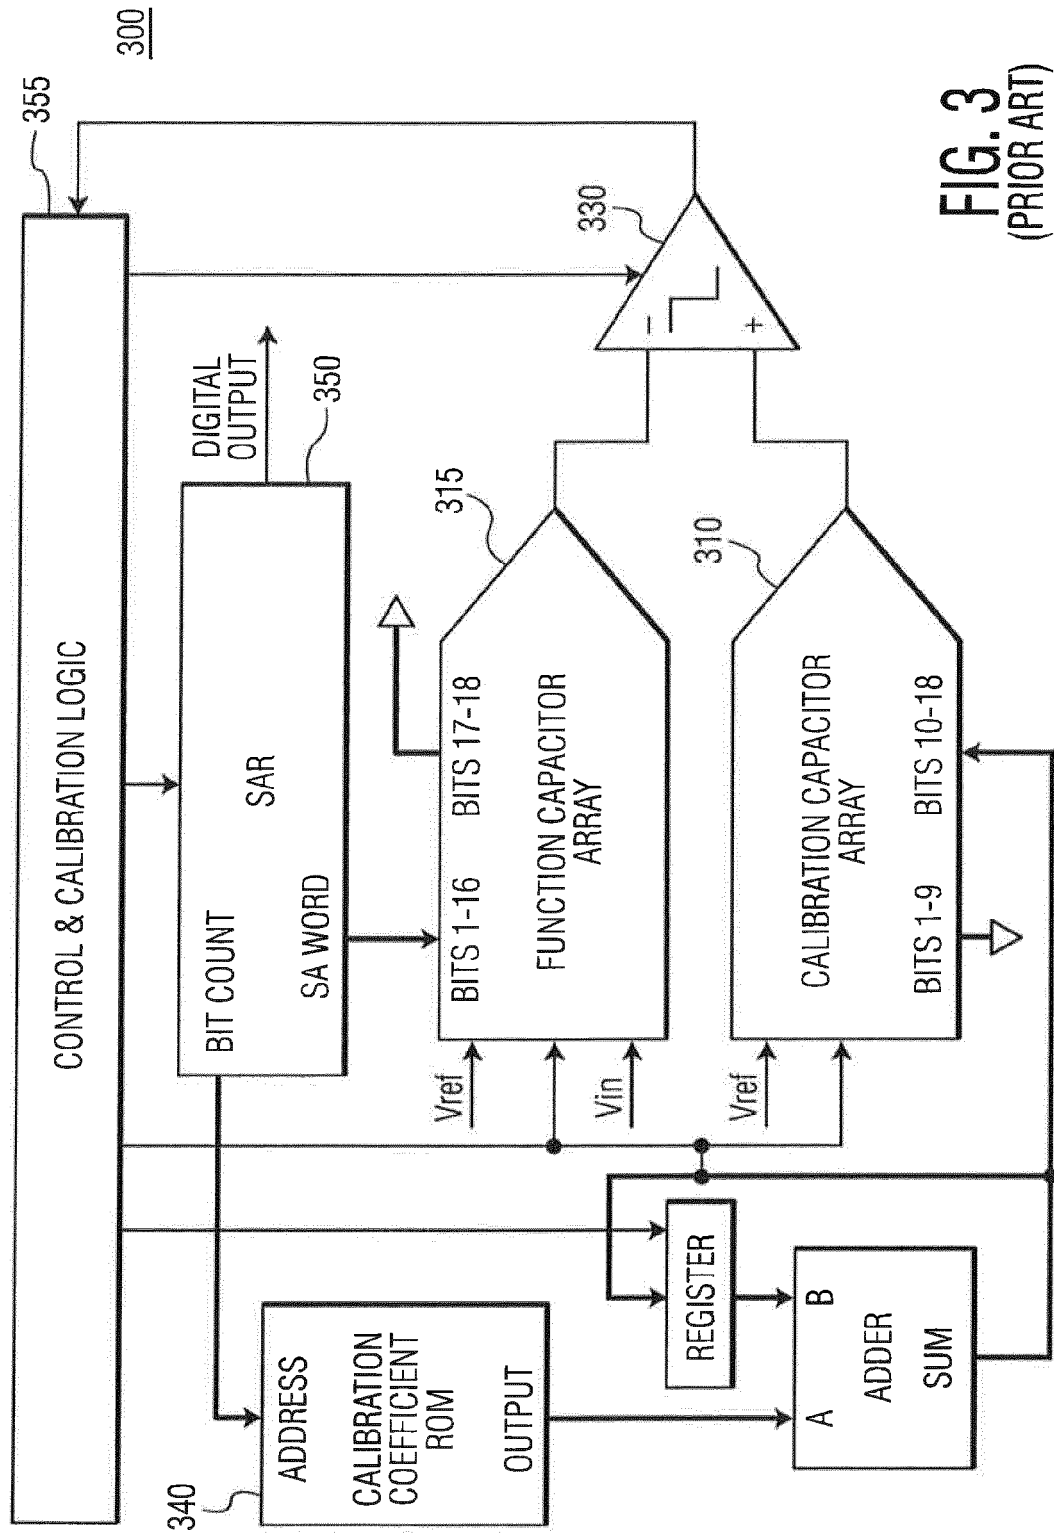 300
355
CONTROL & CALIBRATION LOGIC
DIGITAL
OUTPUT
350
BIT COUNT
SAR
SA WORD
340
ADDRESS
CALIBRATION
COEFFICIENT
ROM
OUTPUT
315
BITS 1-16
BITS 17-18
FUNCTION CAPACITOR
ARRAY
Vref
Vin
330
−
+
310
CALIBRATION CAPACITOR
ARRAY
BITS 1-9
BITS 10-18
Vref
REGISTER
A
B
ADDER
SUM
FIG. 3
(PRIOR ART)